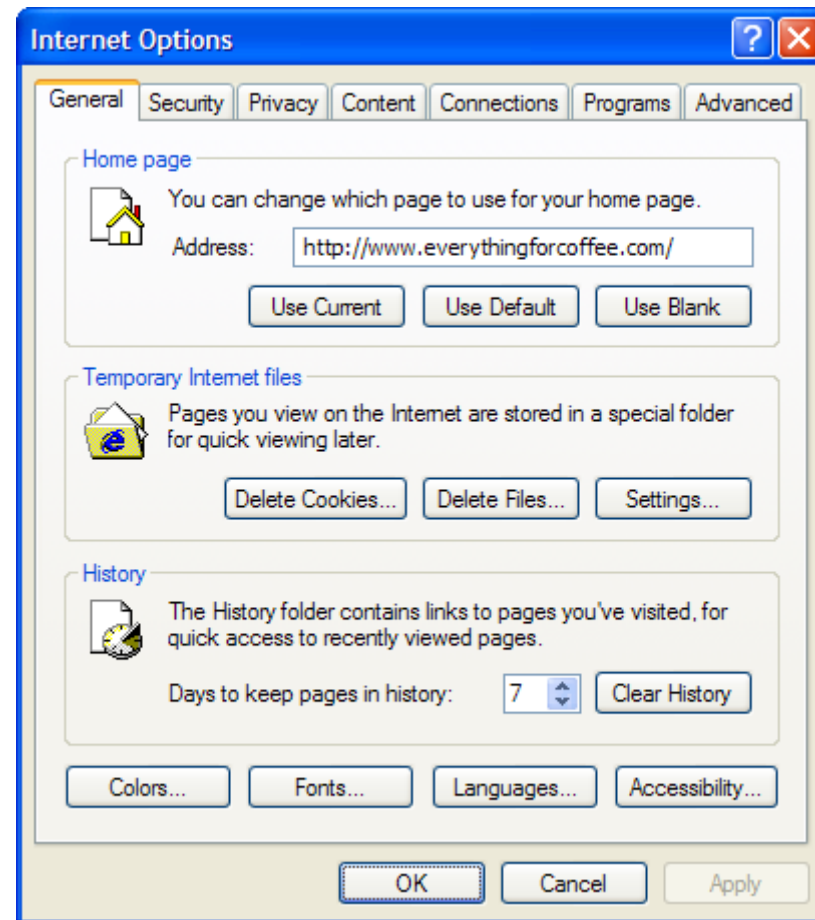 Internet Options
General Security Privacy Content Connections Programs Advanced
Home page
You can change which page to use for your home page.
Address: http://www.everythingforcoffee.com/
Use Current Use Default Use Blank
Temporary Internet files
Pages you view on the Internet are stored in a special folder
for quick viewing later.
Delete Cookies... Delete Files... Settings...
History
The History folder contains links to pages you've visited, for
quick access to recently viewed pages.
Days to keep pages in history: 7 Clear History
Colors... Fonts... Languages... Accessibility...
OK Cancel Apply